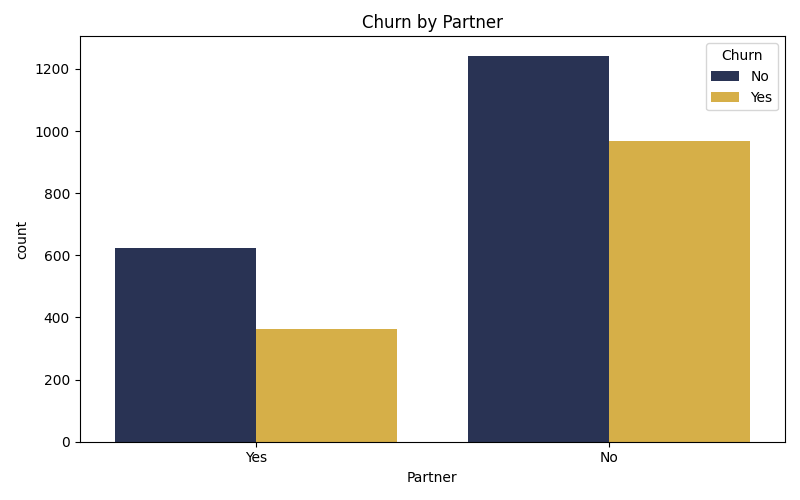 Churn by Partner
Churn
No
Yes
1200
1000
800
600
400
200
0
count
Yes
No
Partner